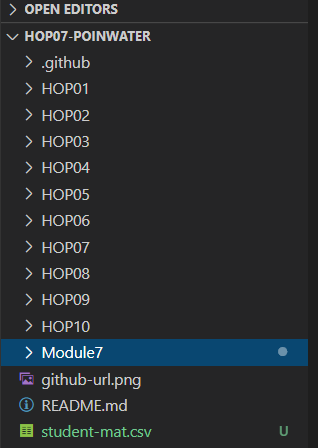 OPEN EDITORS
HOP07-POINWATER
.github
HOP01
HOP02
HOP03
HOP04
HOP05
HOP06
HOP07
HOP08
HOP09
HOP10
Module7
github-url.png
README.md
student-mat.csv U